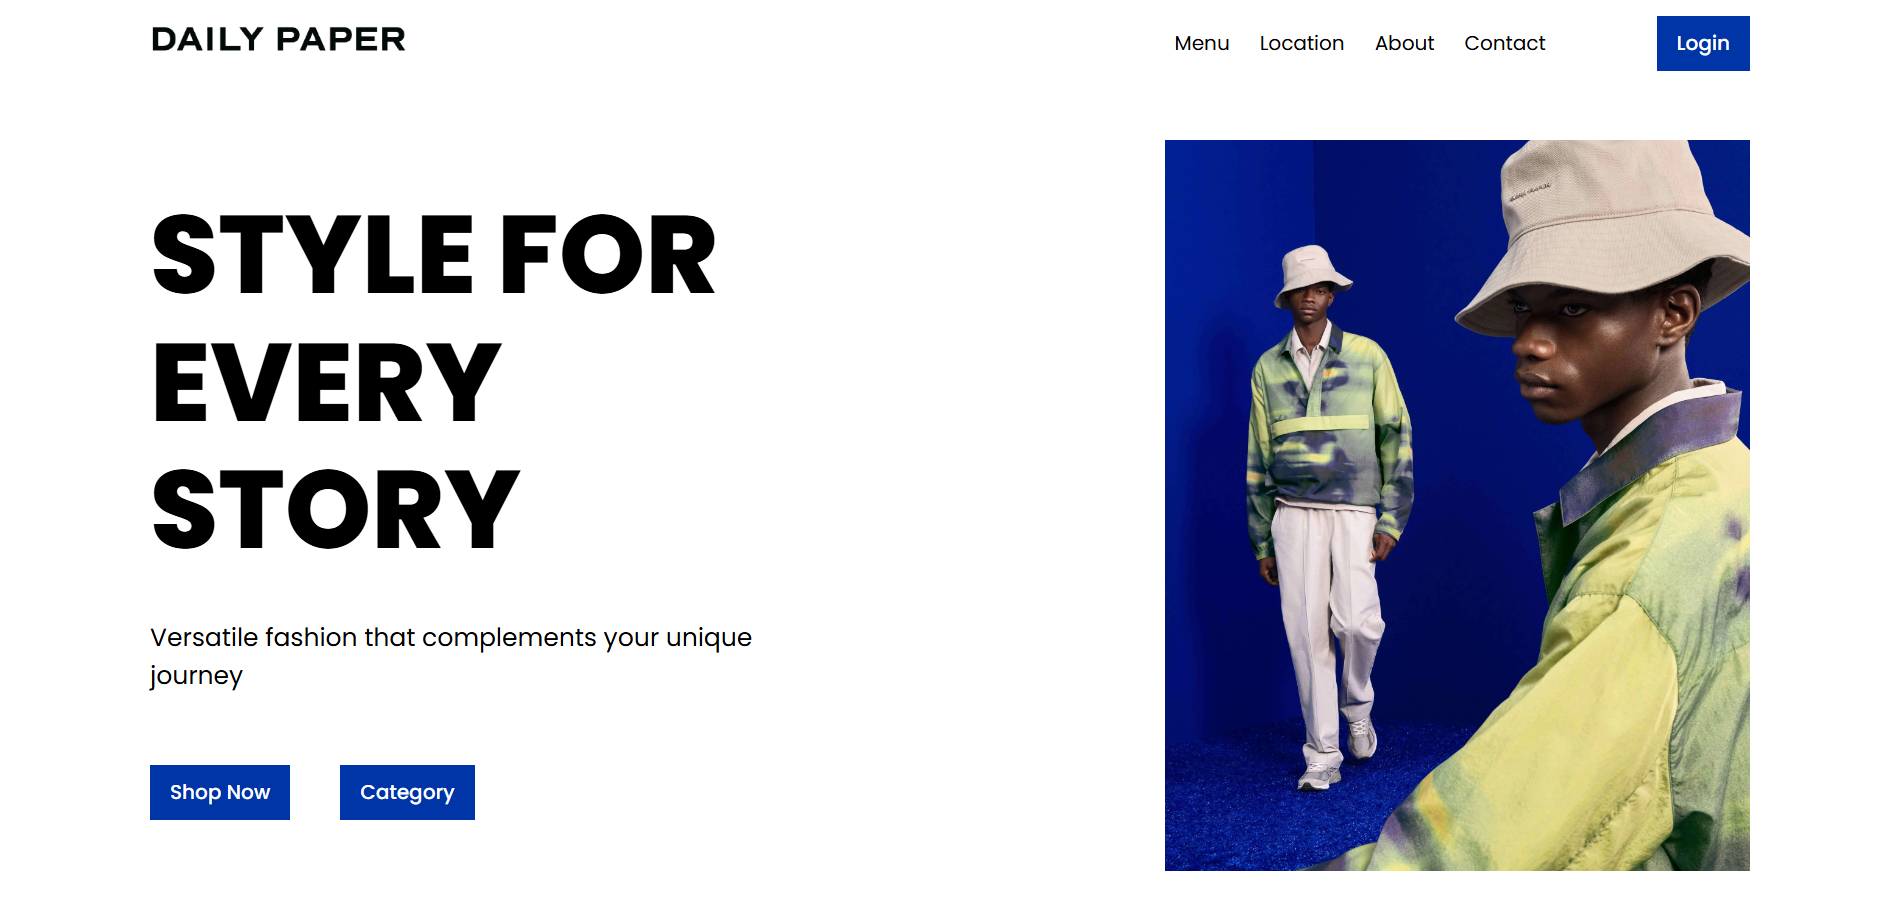 DAILY PAPER
Menu Location About Contact Login
STYLE FOR
EVERY
STORY
Versatile fashion that complements your unique
journey
Shop Now Category